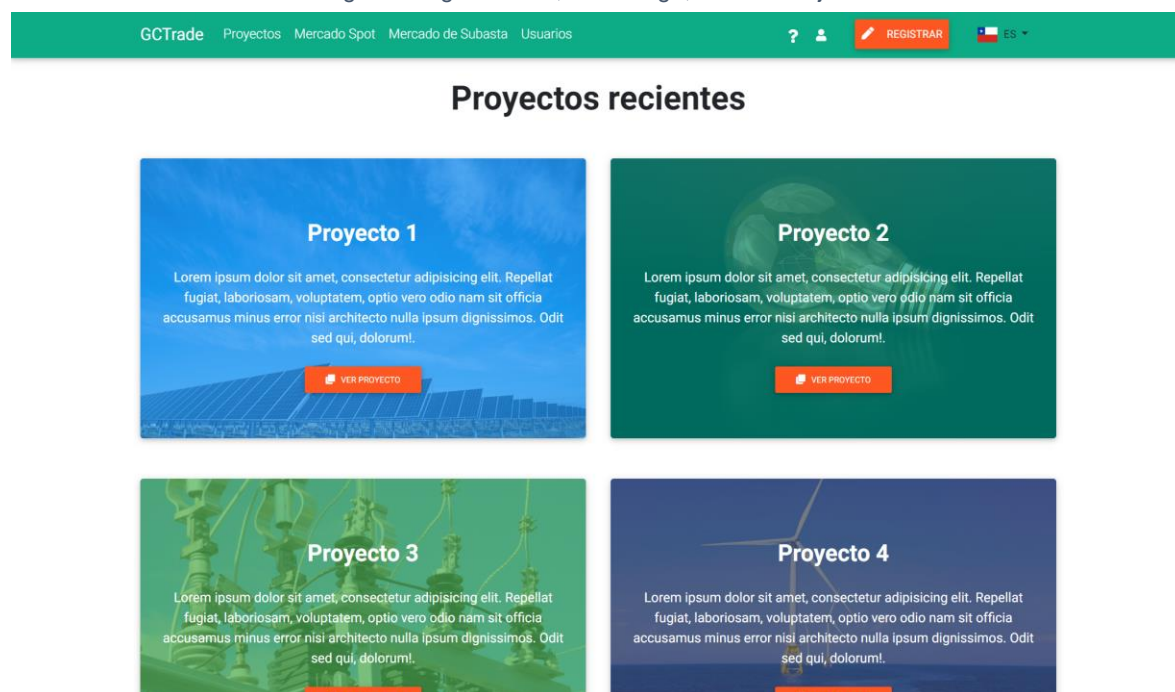 GCTrade Proyectos Mercado Spot Mercado de Subasta Usuarios ? REGISTRAR ES
Proyectos recientes
Proyecto 1
Lorem ipsum dolor sit amet, consectetur adipisicing elit. Repellat
fugiat, laboriosam, voluptatem, optio vero odio nam sit officia
accusamus minus error nisi architecto nulla ipsum dignissimos. Odit
sed qui, dolorum!.
VER PROYECTO
Proyecto 2
Lorem ipsum dolor sit amet, consectetur adipisicing elit. Repellat
fugiat, laboriosam, voluptatem, optio vero odio nam sit officia
accusamus minus error nisi architecto nulla ipsum dignissimos. Odit
sed qui, dolorum!.
VER PROYECTO
Proyecto 3
Lorem ipsum dolor sit amet, consectetur adipisicing elit. Repellat
fugiat, laboriosam, voluptatem, optio vero odio nam sit officia
accusamus minus error nisi architecto nulla ipsum dignissimos. Odit
sed qui, dolorum!.
Proyecto 4
Lorem ipsum dolor sit amet, consectetur adipisicing elit. Repellat
fugiat, laboriosam, voluptatem, optio vero odio nam sit officia
accusamus minus error nisi architecto nulla ipsum dignissimos. Odit
sed qui, dolorum!.